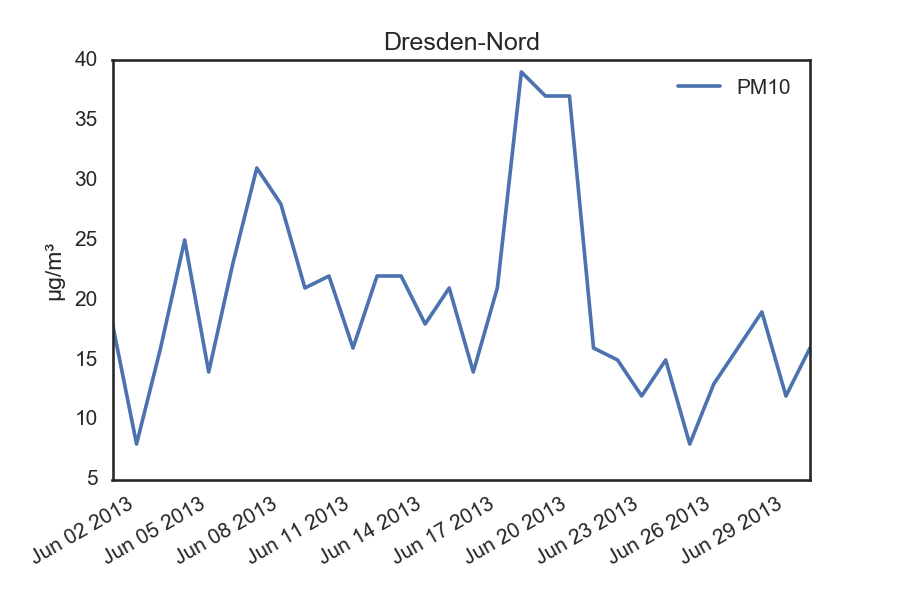 Dresden-Nord
PM10
µg/m³
40
35
30
25
20
15
10
5
Jun 02 2013
Jun 05 2013
Jun 08 2013
Jun 11 2013
Jun 14 2013
Jun 17 2013
Jun 20 2013
Jun 23 2013
Jun 26 2013
Jun 29 2013